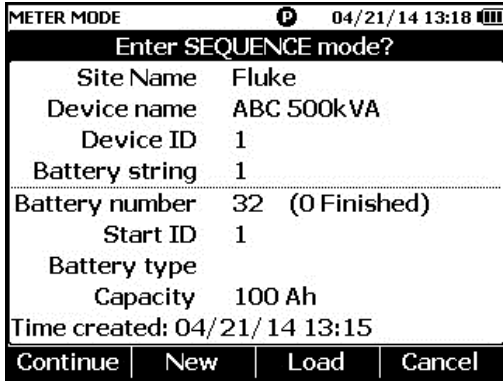 METER MODE P 04/21/14 13:18
Enter SEQUENCE mode?
Site Name Fluke
Device name ABC 500kVA
Device ID 1
Battery string 1
Battery number 32 (0 Finished)
Start ID 1
Battery type
Capacity 100 Ah
Time created: 04/21/14 13:15
Continue New Load Cancel